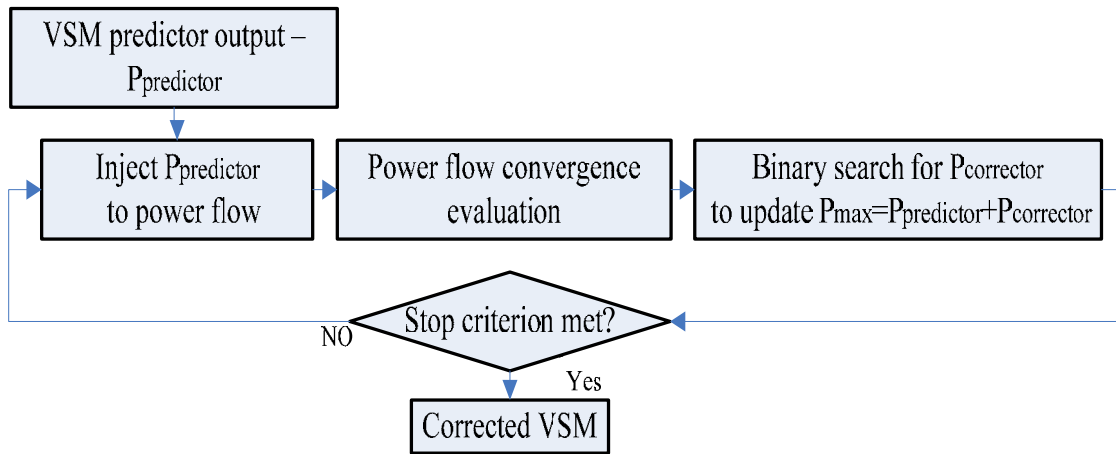 VSM predictor output –
Ppredictor
Inject Ppredictor
to power flow
Power flow convergence
evaluation
Binary search for Pcorrector
to update Pmax=Ppredictor+Pcorrector
Stop criterion met?
NO
Yes
Corrected VSM